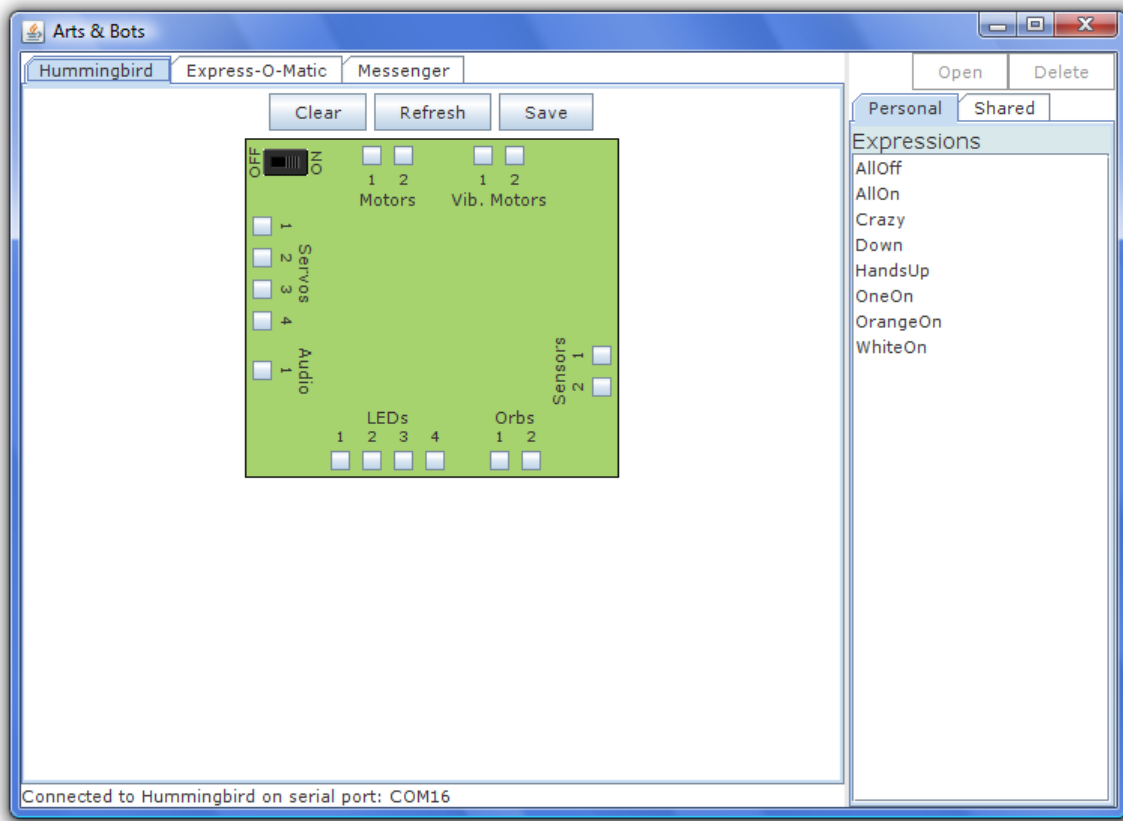 Arts & Bots
Hummingbird Express-O-Matic Messenger
Open Delete
Clear Refresh Save
Personal Shared
Expressions
AllOff
AllOn
Crazy
Down
HandsUp
OneOn
OrangeOn
WhiteOn
OFF ON
1 2
Motors
1 2
Vib. Motors
1
2
3
4
Servos
1
Audio
Sensors
1
2
LEDs
1 2 3 4
Orbs
1 2
Connected to Hummingbird on serial port: COM16